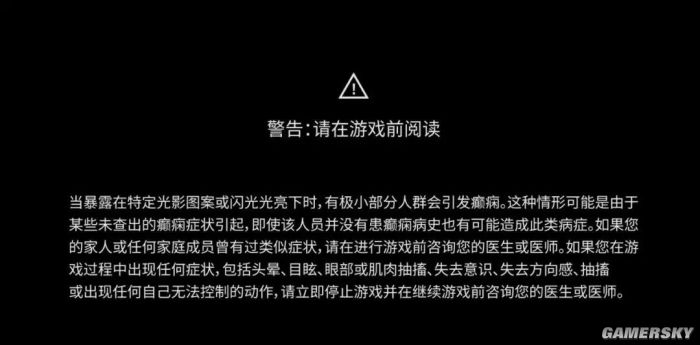 警告:请在游戏前阅读
当暴露在特定光影图案或闪光光亮下时,有极小部分人群会引发癫痫。这种情形可能是由于
某些未查出的癫痫症状引起,即使该人员并没有患癫痫病史也有可能造成此类病症。如果您
的家人或任何家庭成员曾有过类似症状,请在进行游戏前咨询您的医生或医师。如果您在游
戏过程中出现任何症状,包括头晕、目眩、眼部或肌肉抽搐、失去意识、失去方向感、抽搐
或出现任何自己无法控制的动作,请立即停止游戏并在继续游戏前咨询您的医生或医师。
GAMERSKY